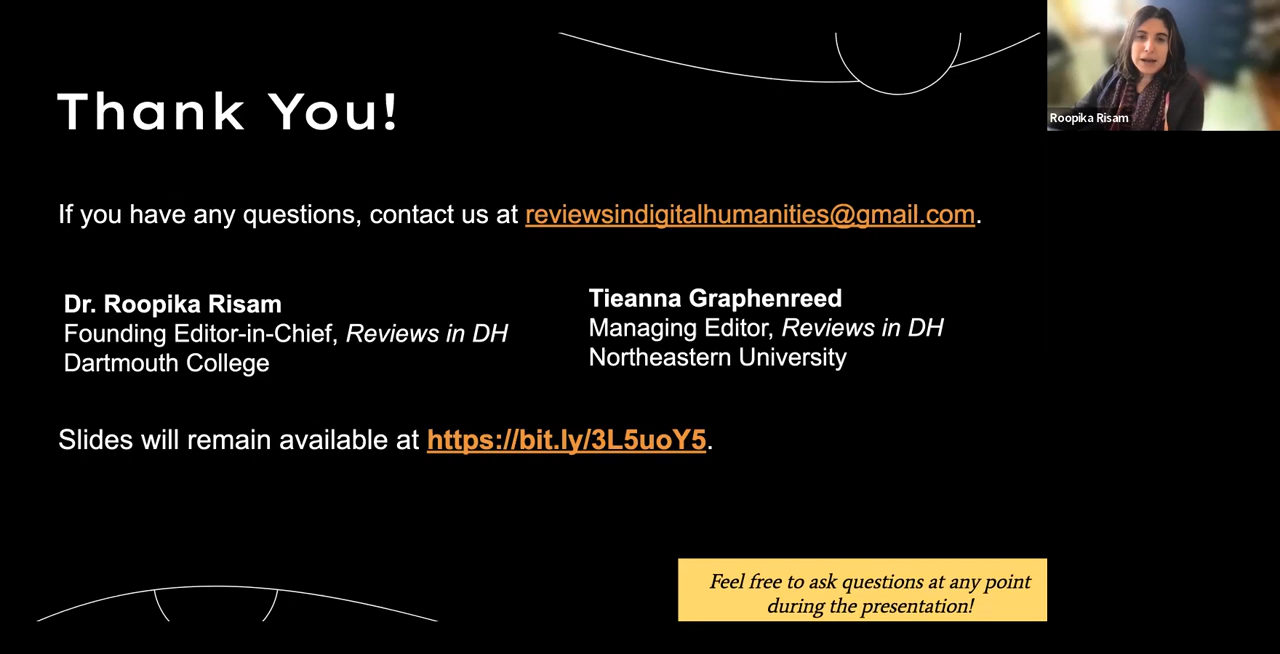 Thank You!
Roopika Risam
If you have any questions, contact us at reviewsindigitalhumanities@gmail.com.
Dr. Roopika Risam
Founding Editor-in-Chief, Reviews in DH
Dartmouth College
Tieanna Graphenreed
Managing Editor, Reviews in DH
Northeastern University
Slides will remain available at https://bit.ly/3L5uoY5.
Feel free to ask questions at any point
during the presentation!